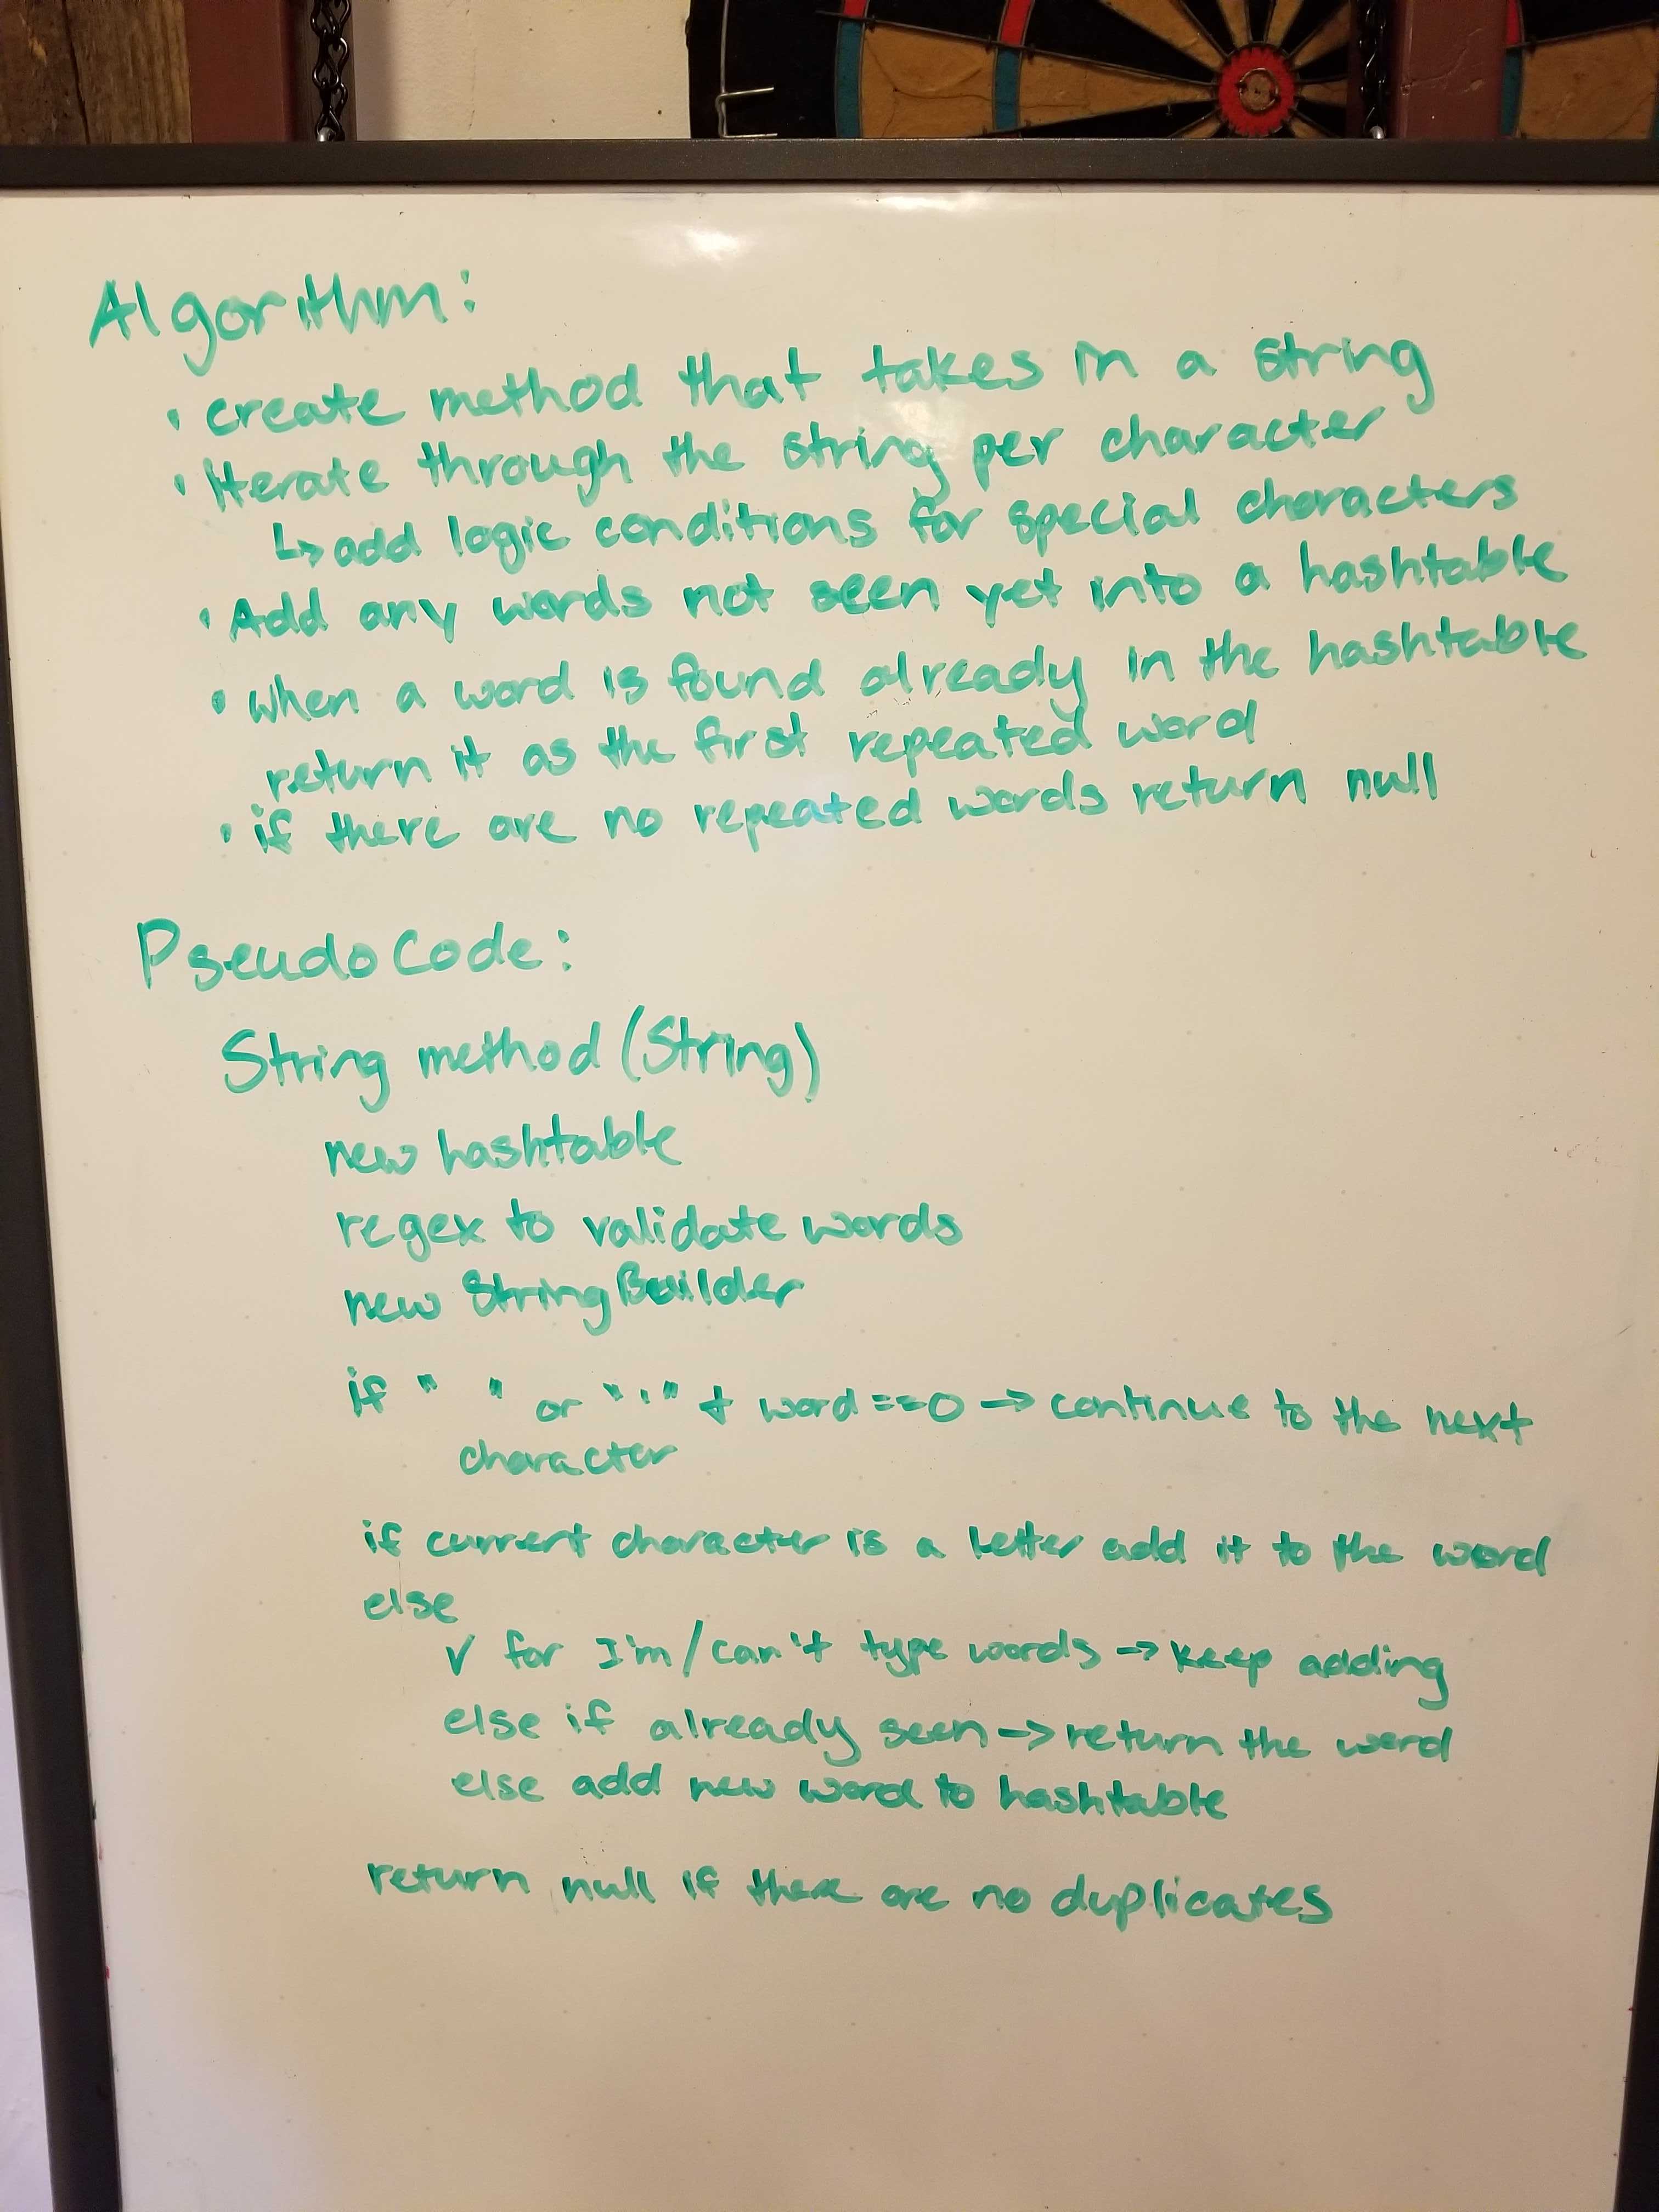 Algorithm:
• create method that takes in a string
• Iterate through the string per character
↳ add logic conditions for special characters
• Add any words not seen yet into a hashtable
• when a word is found already in the hashtable
return it as the first repeated word
• if there are no repeated words return null
Pseudo Code:
String method (String)
new hashtable
regex to validate words
new StringBuilder
if " " or "'" + word==0 → continue to the next
character
if current character is a letter add it to the word
else
✓ for I'm/can't type words → keep adding
else if already seen → return the word
else add new word to hashtable
return null if there are no duplicates